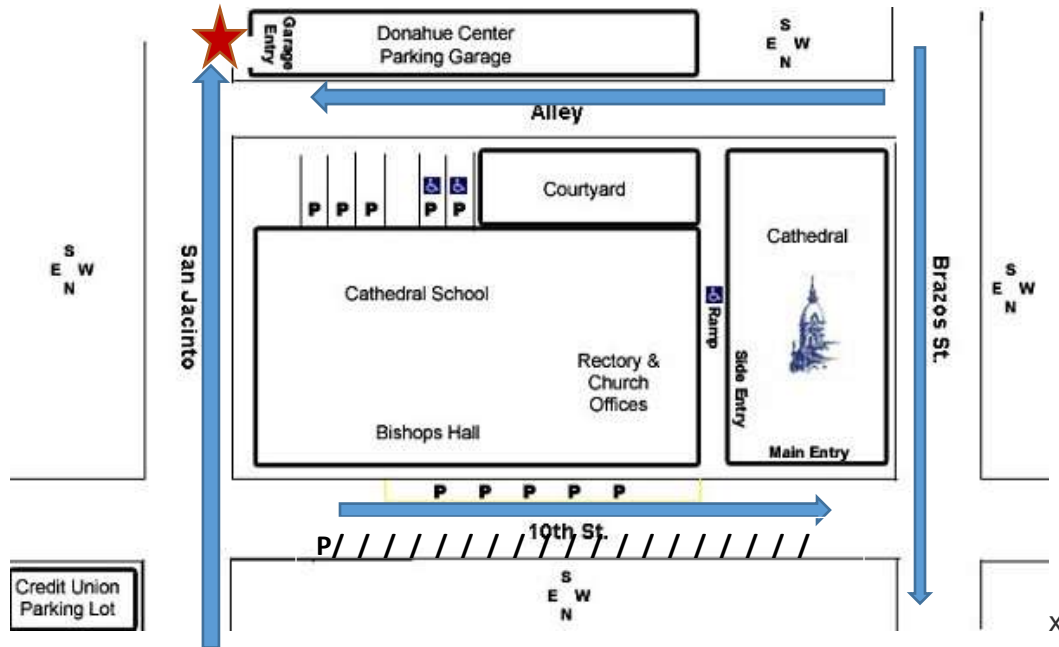 Garage
Entry
Donahue Center
Parking Garage
S
E W
N
Alley
P P P P P
Courtyard
Cathedral
S
E W
N
San Jacinto
Cathedral School
Ramp
Side Entry
Brazos St.
S
E W
N
Rectory &
Church
Offices
Bishops Hall
Main Entry
P P P P P
10th St.
P/ / / / / / / / / / / / / / / / / / /
Credit Union
Parking Lot
S
E W
N
x